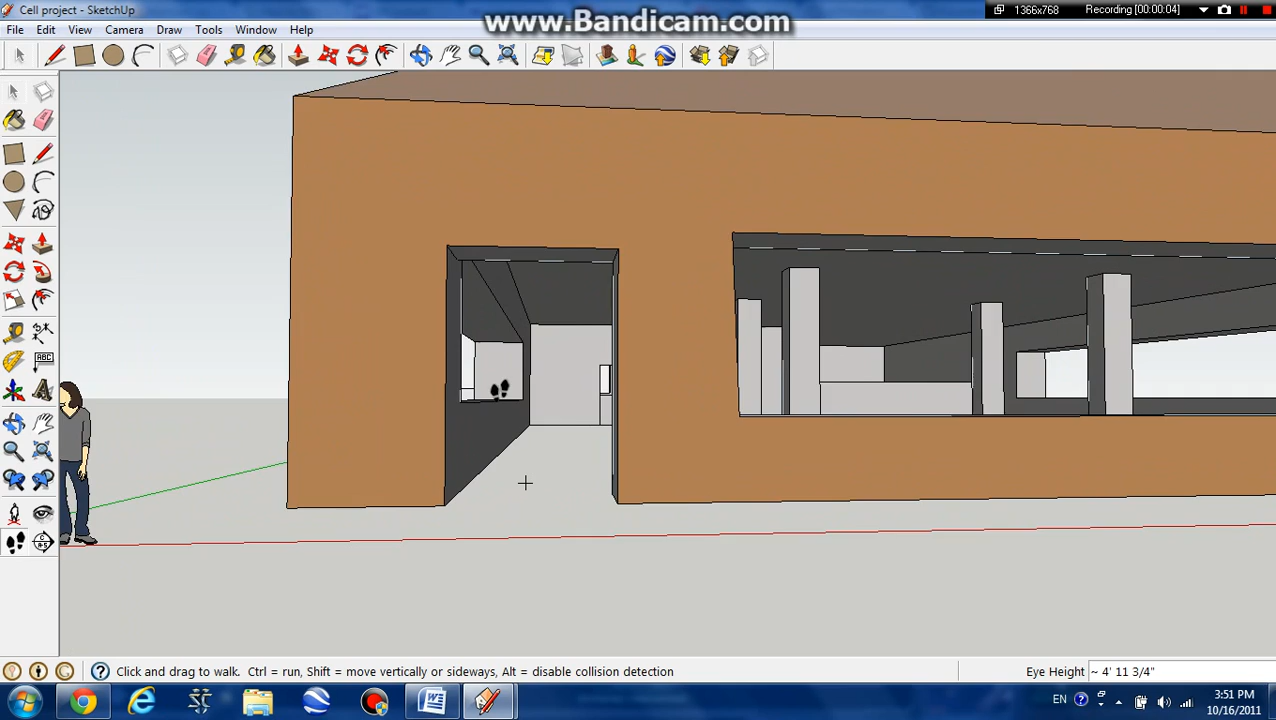 Cell project - SketchUp
www.Bandicam.com
1366x768
Recording [00:00:04]
File Edit View Camera Draw Tools Window Help
ABC
Click and drag to walk. Ctrl = run, Shift = move vertically or sideways, Alt = disable collision detection
Eye Height
~ 4' 11 3/4"
EN
3:51 PM
10/16/2011